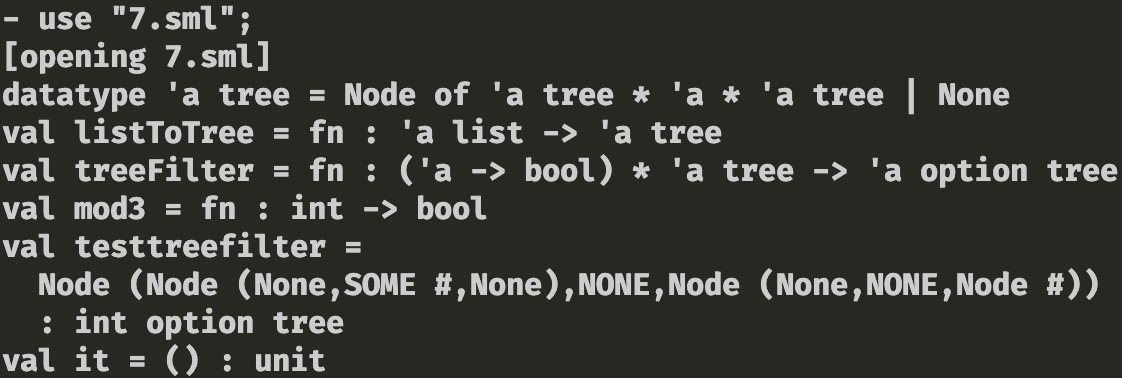 - use "7.sml";
[opening 7.sml]
datatype 'a tree = Node of 'a tree * 'a * 'a tree | None
val listToTree = fn : 'a list -> 'a tree
val treeFilter = fn : ('a -> bool) * 'a tree -> 'a option tree
val mod3 = fn : int -> bool
val testtreefilter =
  Node (Node (None,SOME #,None),NONE,Node (None,NONE,Node #))
  : int option tree
val it = () : unit